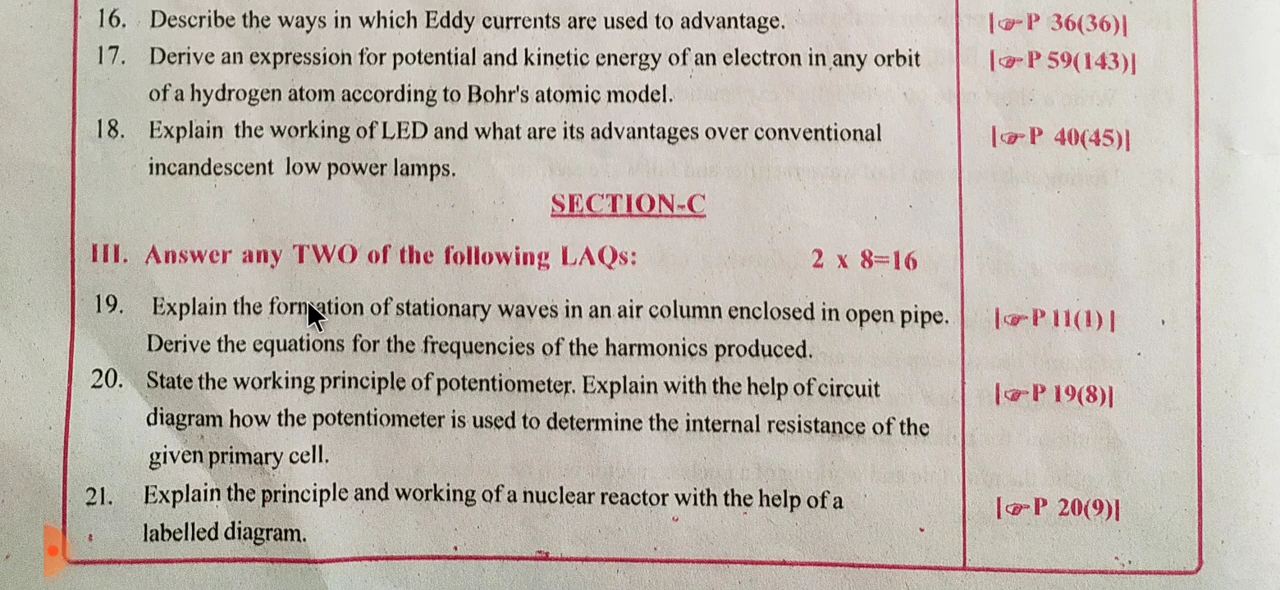 16. Describe the ways in which Eddy currents are used to advantage. |☞P 36(36)|
17. Derive an expression for potential and kinetic energy of an electron in any orbit |☞P 59(143)|
of a hydrogen atom according to Bohr's atomic model.
18. Explain the working of LED and what are its advantages over conventional |☞P 40(45)|
incandescent low power lamps.
SECTION-C
III. Answer any TWO of the following LAQs: 2 x 8=16
19. Explain the formation of stationary waves in an air column enclosed in open pipe. |☞P 11(1) |
Derive the equations for the frequencies of the harmonics produced.
20. State the working principle of potentiometer. Explain with the help of circuit |☞P 19(8)|
diagram how the potentiometer is used to determine the internal resistance of the
given primary cell.
21. Explain the principle and working of a nuclear reactor with the help of a |☞P 20(9)|
labelled diagram.